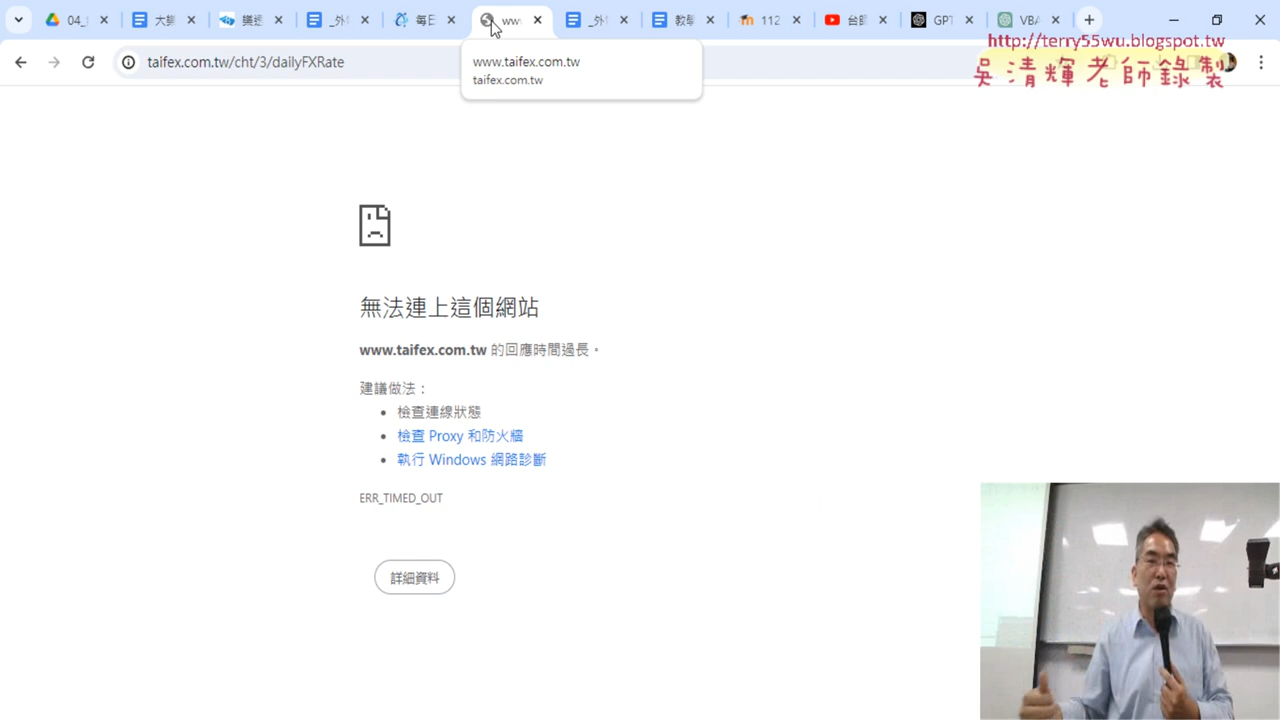 04_
大數
_外
每日
www
_外
教學
112
台師
GPT
VBA
taifex.com.tw/cht/3/dailyFXRate
http://terry55wu.blogspot.tw
吳清輝老師錄製
www.taifex.com.tw
taifex.com.tw
無法連上這個網站
www.taifex.com.tw 的回應時間過長。
建議做法：
檢查連線狀態
檢查 Proxy 和防火牆
執行 Windows 網路診斷
ERR_TIMED_OUT
詳細資料